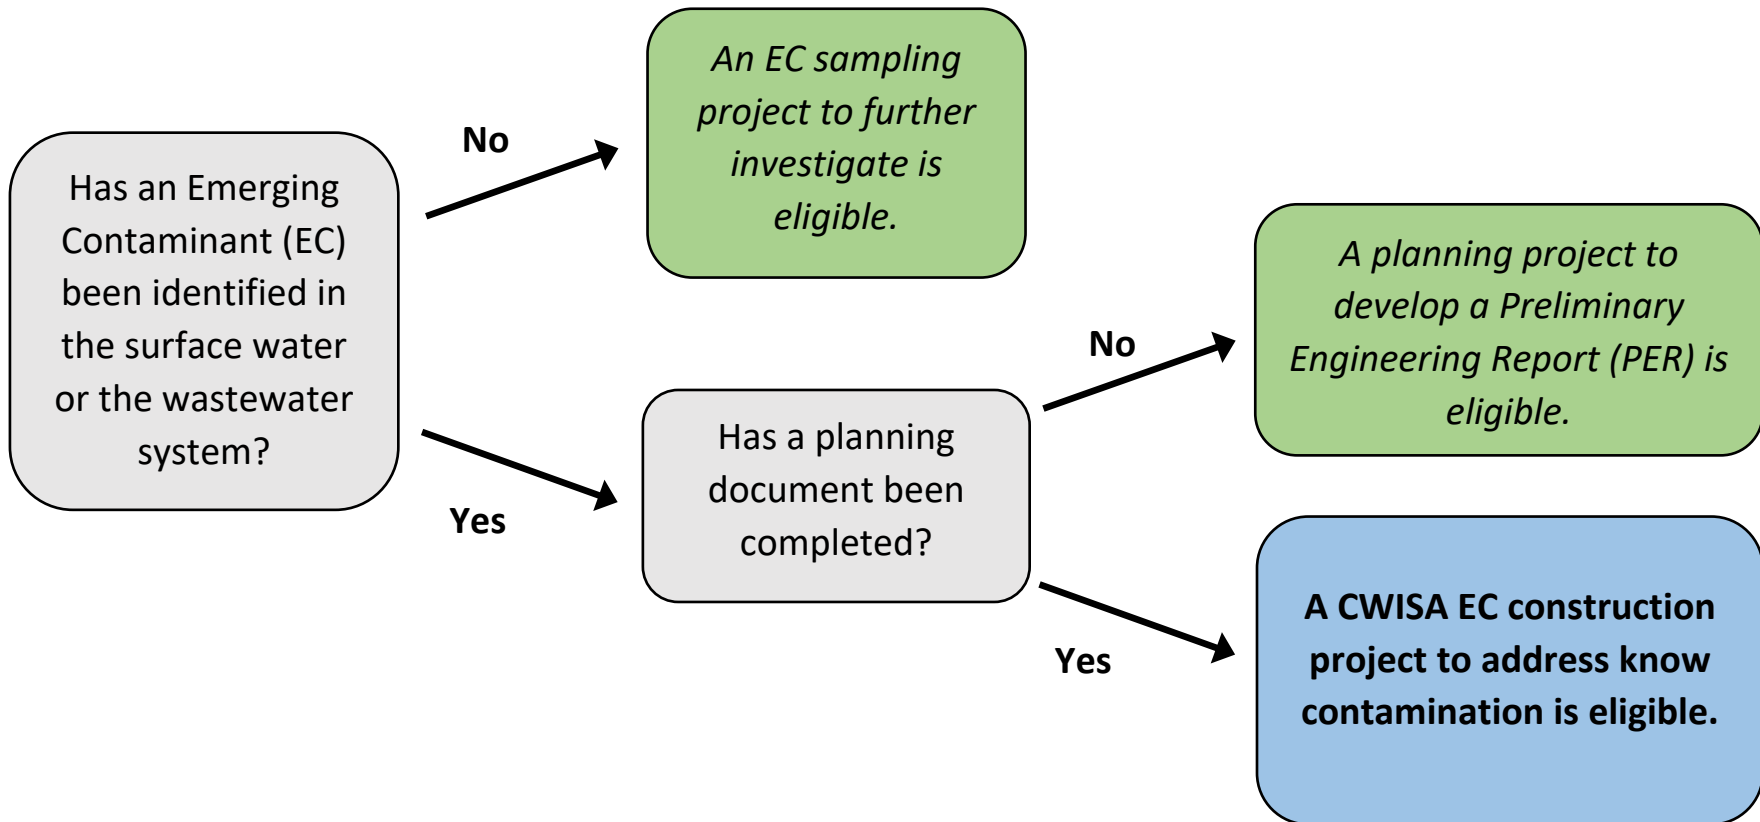 Has an Emerging
Contaminant (EC)
been identified in
the surface water
or the wastewater
system?
No
An EC sampling
project to further
investigate is
eligible.
Yes
Has a planning
document been
completed?
No
A planning project to
develop a Preliminary
Engineering Report (PER) is
eligible.
Yes
A CWISA EC construction
project to address know
contamination is eligible.